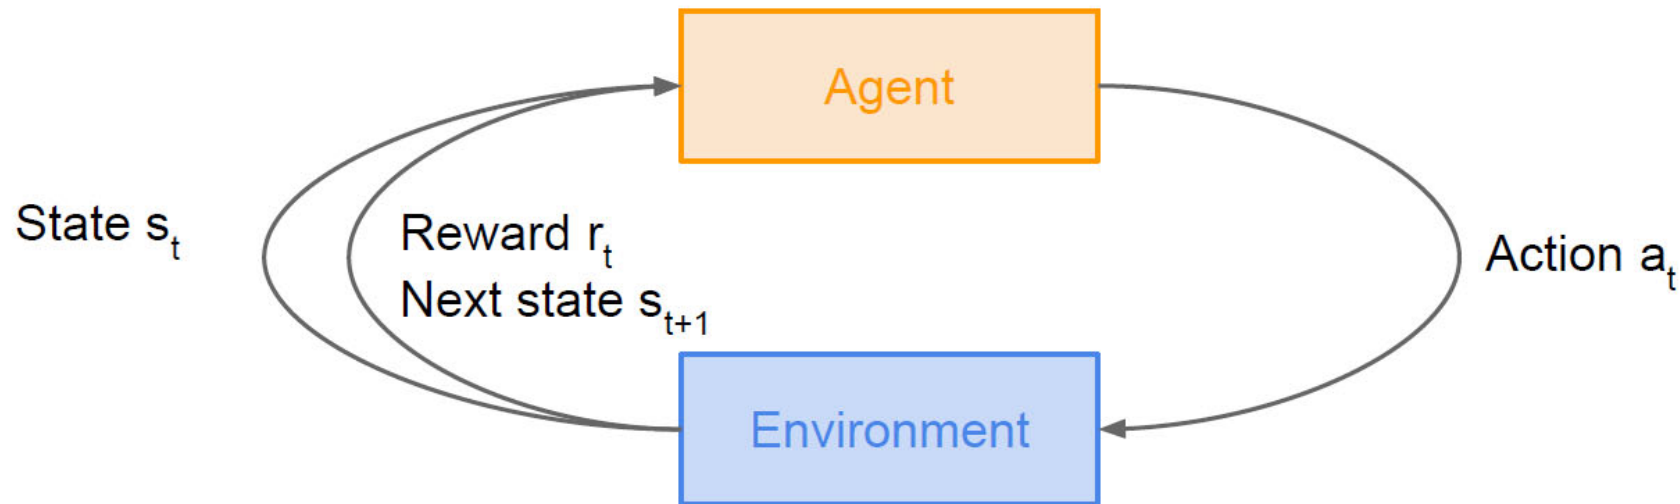 Agent
State sₜ
Reward rₜ
Next state sₜ₊₁
Action aₜ
Environment